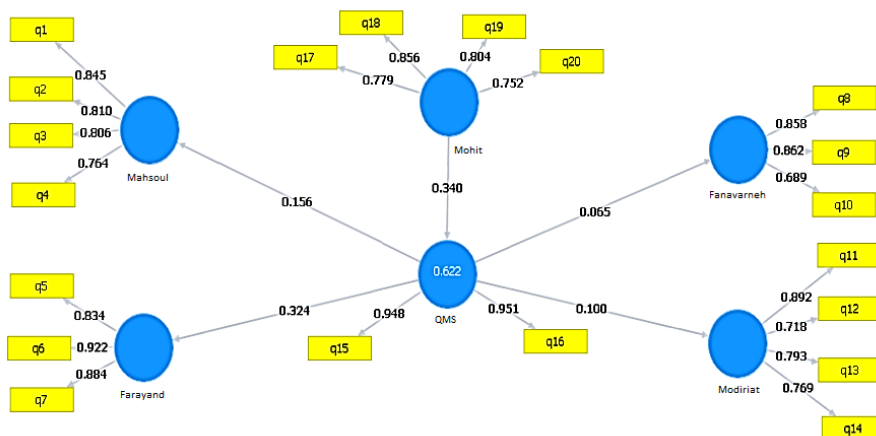 q1
q2
q3
q4
0.845
0.810
0.806
0.764
Mahsoul
q17
q18
q19
q20
0.779
0.856
0.804
0.752
Mohit
q8
q9
q10
0.858
0.862
0.689
Fanavarneh
0.156
0.340
0.065
0.622
QMS
0.324
0.100
0.948
0.951
q15
q16
q5
q6
q7
0.834
0.922
0.884
Farayand
q11
q12
q13
q14
0.892
0.718
0.793
0.769
Modiriat